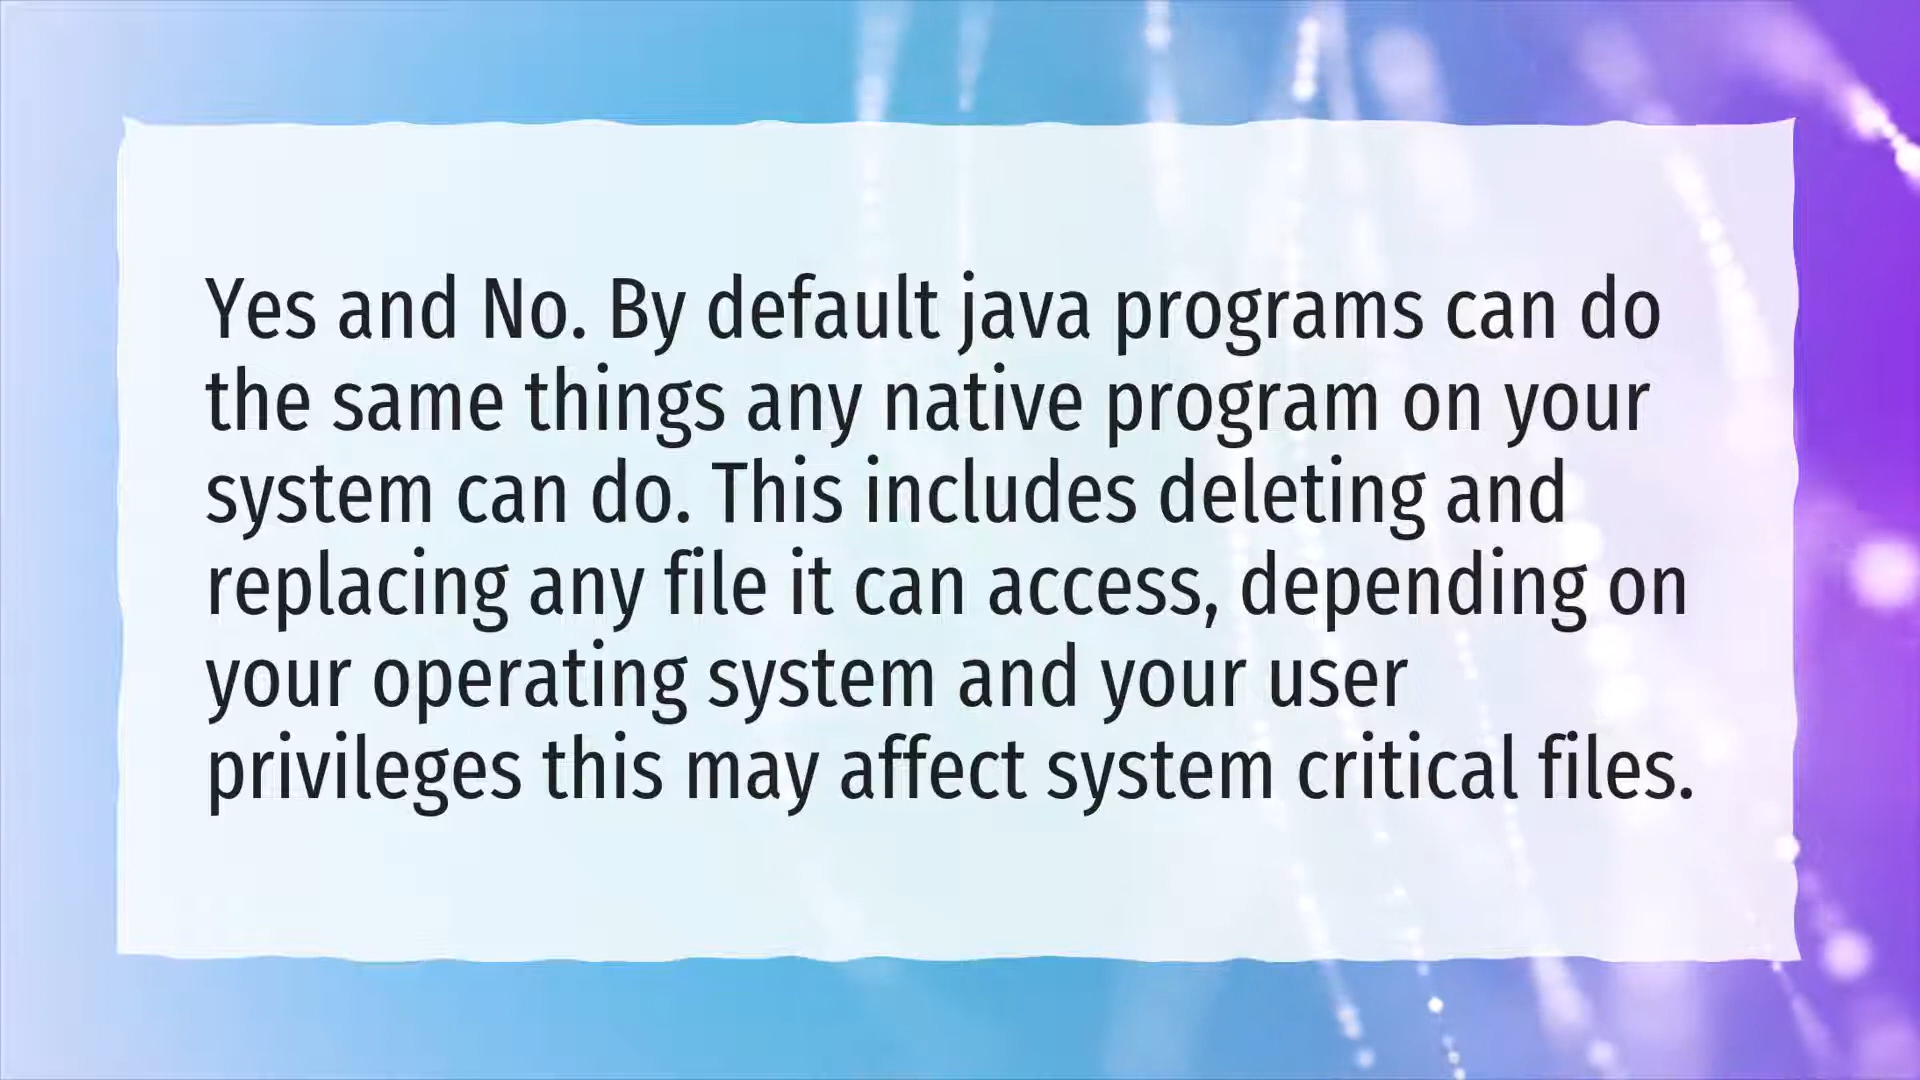 Yes and No. By default java programs can do
the same things any native program on your
system can do. This includes deleting and
replacing any file it can access, depending on
your operating system and your user
privileges this may affect system critical files.